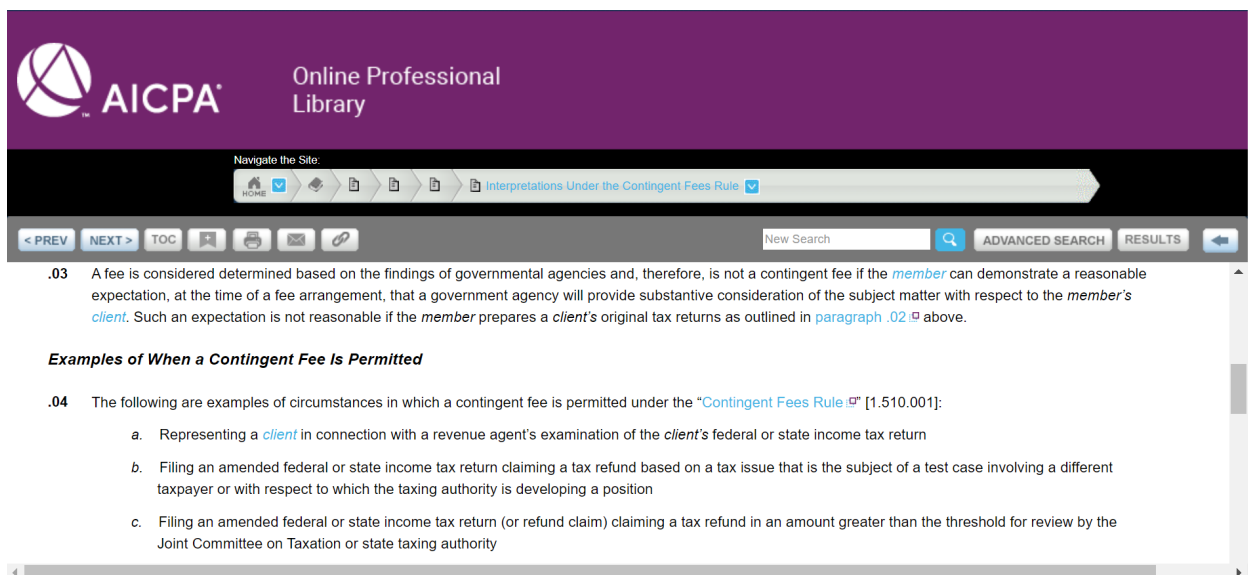 AICPA
TM
Online Professional
Library
Navigate the Site:
HOME
Interpretations Under the Contingent Fees Rule
< PREV
NEXT >
TOC
New Search
ADVANCED SEARCH
RESULTS
.03 A fee is considered determined based on the findings of governmental agencies and, therefore, is not a contingent fee if the member can demonstrate a reasonable
expectation, at the time of a fee arrangement, that a government agency will provide substantive consideration of the subject matter with respect to the member's
client. Such an expectation is not reasonable if the member prepares a client's original tax returns as outlined in paragraph .02 above.
Examples of When a Contingent Fee Is Permitted
.04 The following are examples of circumstances in which a contingent fee is permitted under the “Contingent Fees Rule” [1.510.001]:
a. Representing a client in connection with a revenue agent's examination of the client's federal or state income tax return
b. Filing an amended federal or state income tax return claiming a tax refund based on a tax issue that is the subject of a test case involving a different
taxpayer or with respect to which the taxing authority is developing a position
c. Filing an amended federal or state income tax return (or refund claim) claiming a tax refund in an amount greater than the threshold for review by the
Joint Committee on Taxation or state taxing authority